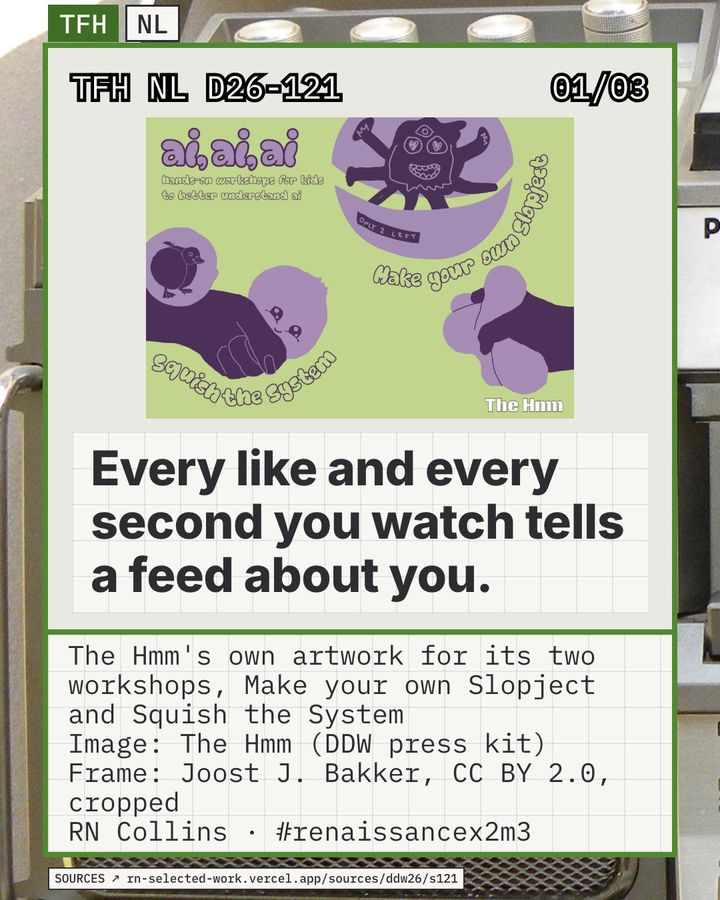 TFH NL
TFH NL D26-121
01/03
ai, ai, ai
hands-on workshops for kids
to better understand ai
ONLY 2 LEFT
Make your own Slopject
Squish the System
The Hmm
Every like and every
second you watch tells
a feed about you.
The Hmm's own artwork for its two
workshops, Make your own Slopject
and Squish the System
Image: The Hmm (DDW press kit)
Frame: Joost J. Bakker, CC BY 2.0,
cropped
RN Collins · #renaissancex2m3
SOURCES ↗ rn-selected-work.vercel.app/sources/ddw26/s121
P